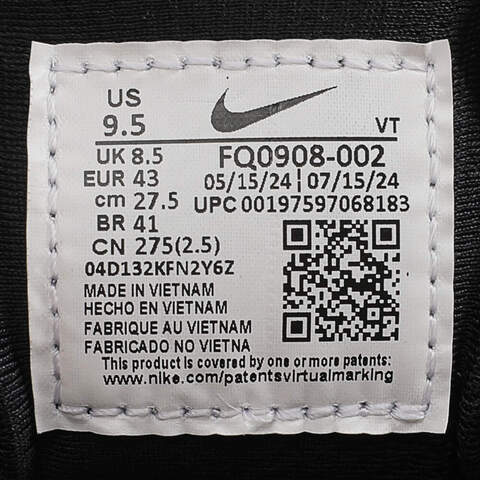 US
9.5
VT
UK 8.5
FQ0908-002
EUR 43
05/15/24 | 07/15/24
cm 27.5
UPC 00197597068183
BR 41
CN 275(2.5)
04D132KFN2Y6Z
MADE IN VIETNAM
HECHO EN VIETNAM
FABRIQUE AU VIETNAM
FABRICADO NO VIETNA
This product is covered by one or more patents:
www.nike.com/patentsvirtualmarking